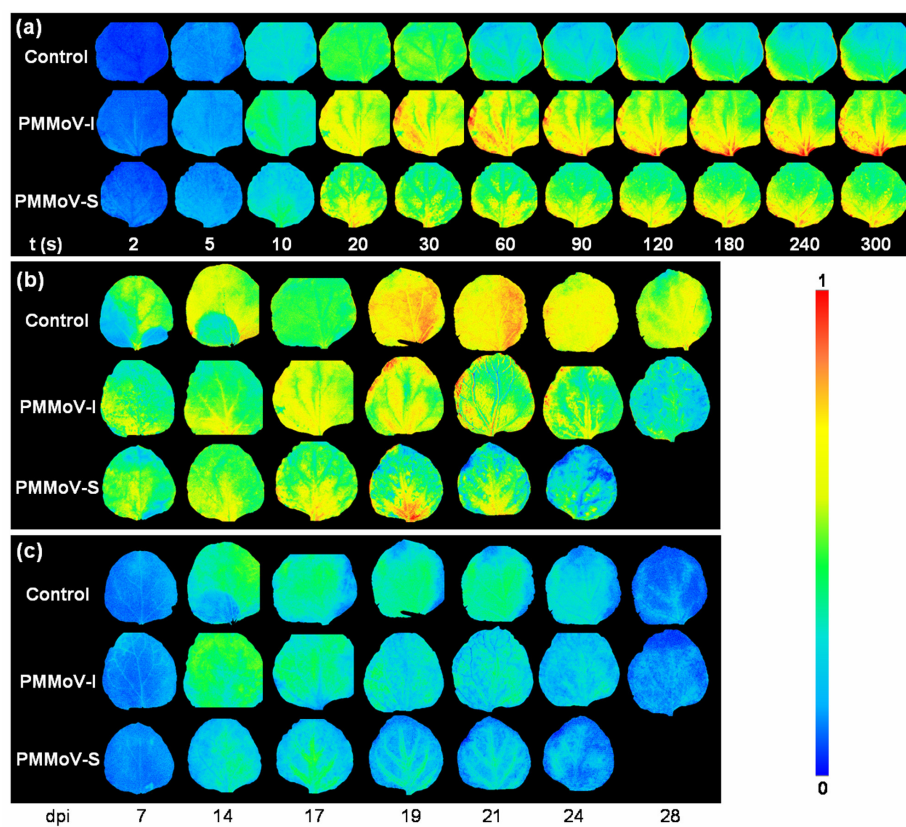 (a)
Control
PMMoV-I
PMMoV-S
t (s) 2 5 10 20 30 60 90 120 180 240 300
(b)
Control
PMMoV-I
PMMoV-S
1
0
(c)
Control
PMMoV-I
PMMoV-S
dpi 7 14 17 19 21 24 28